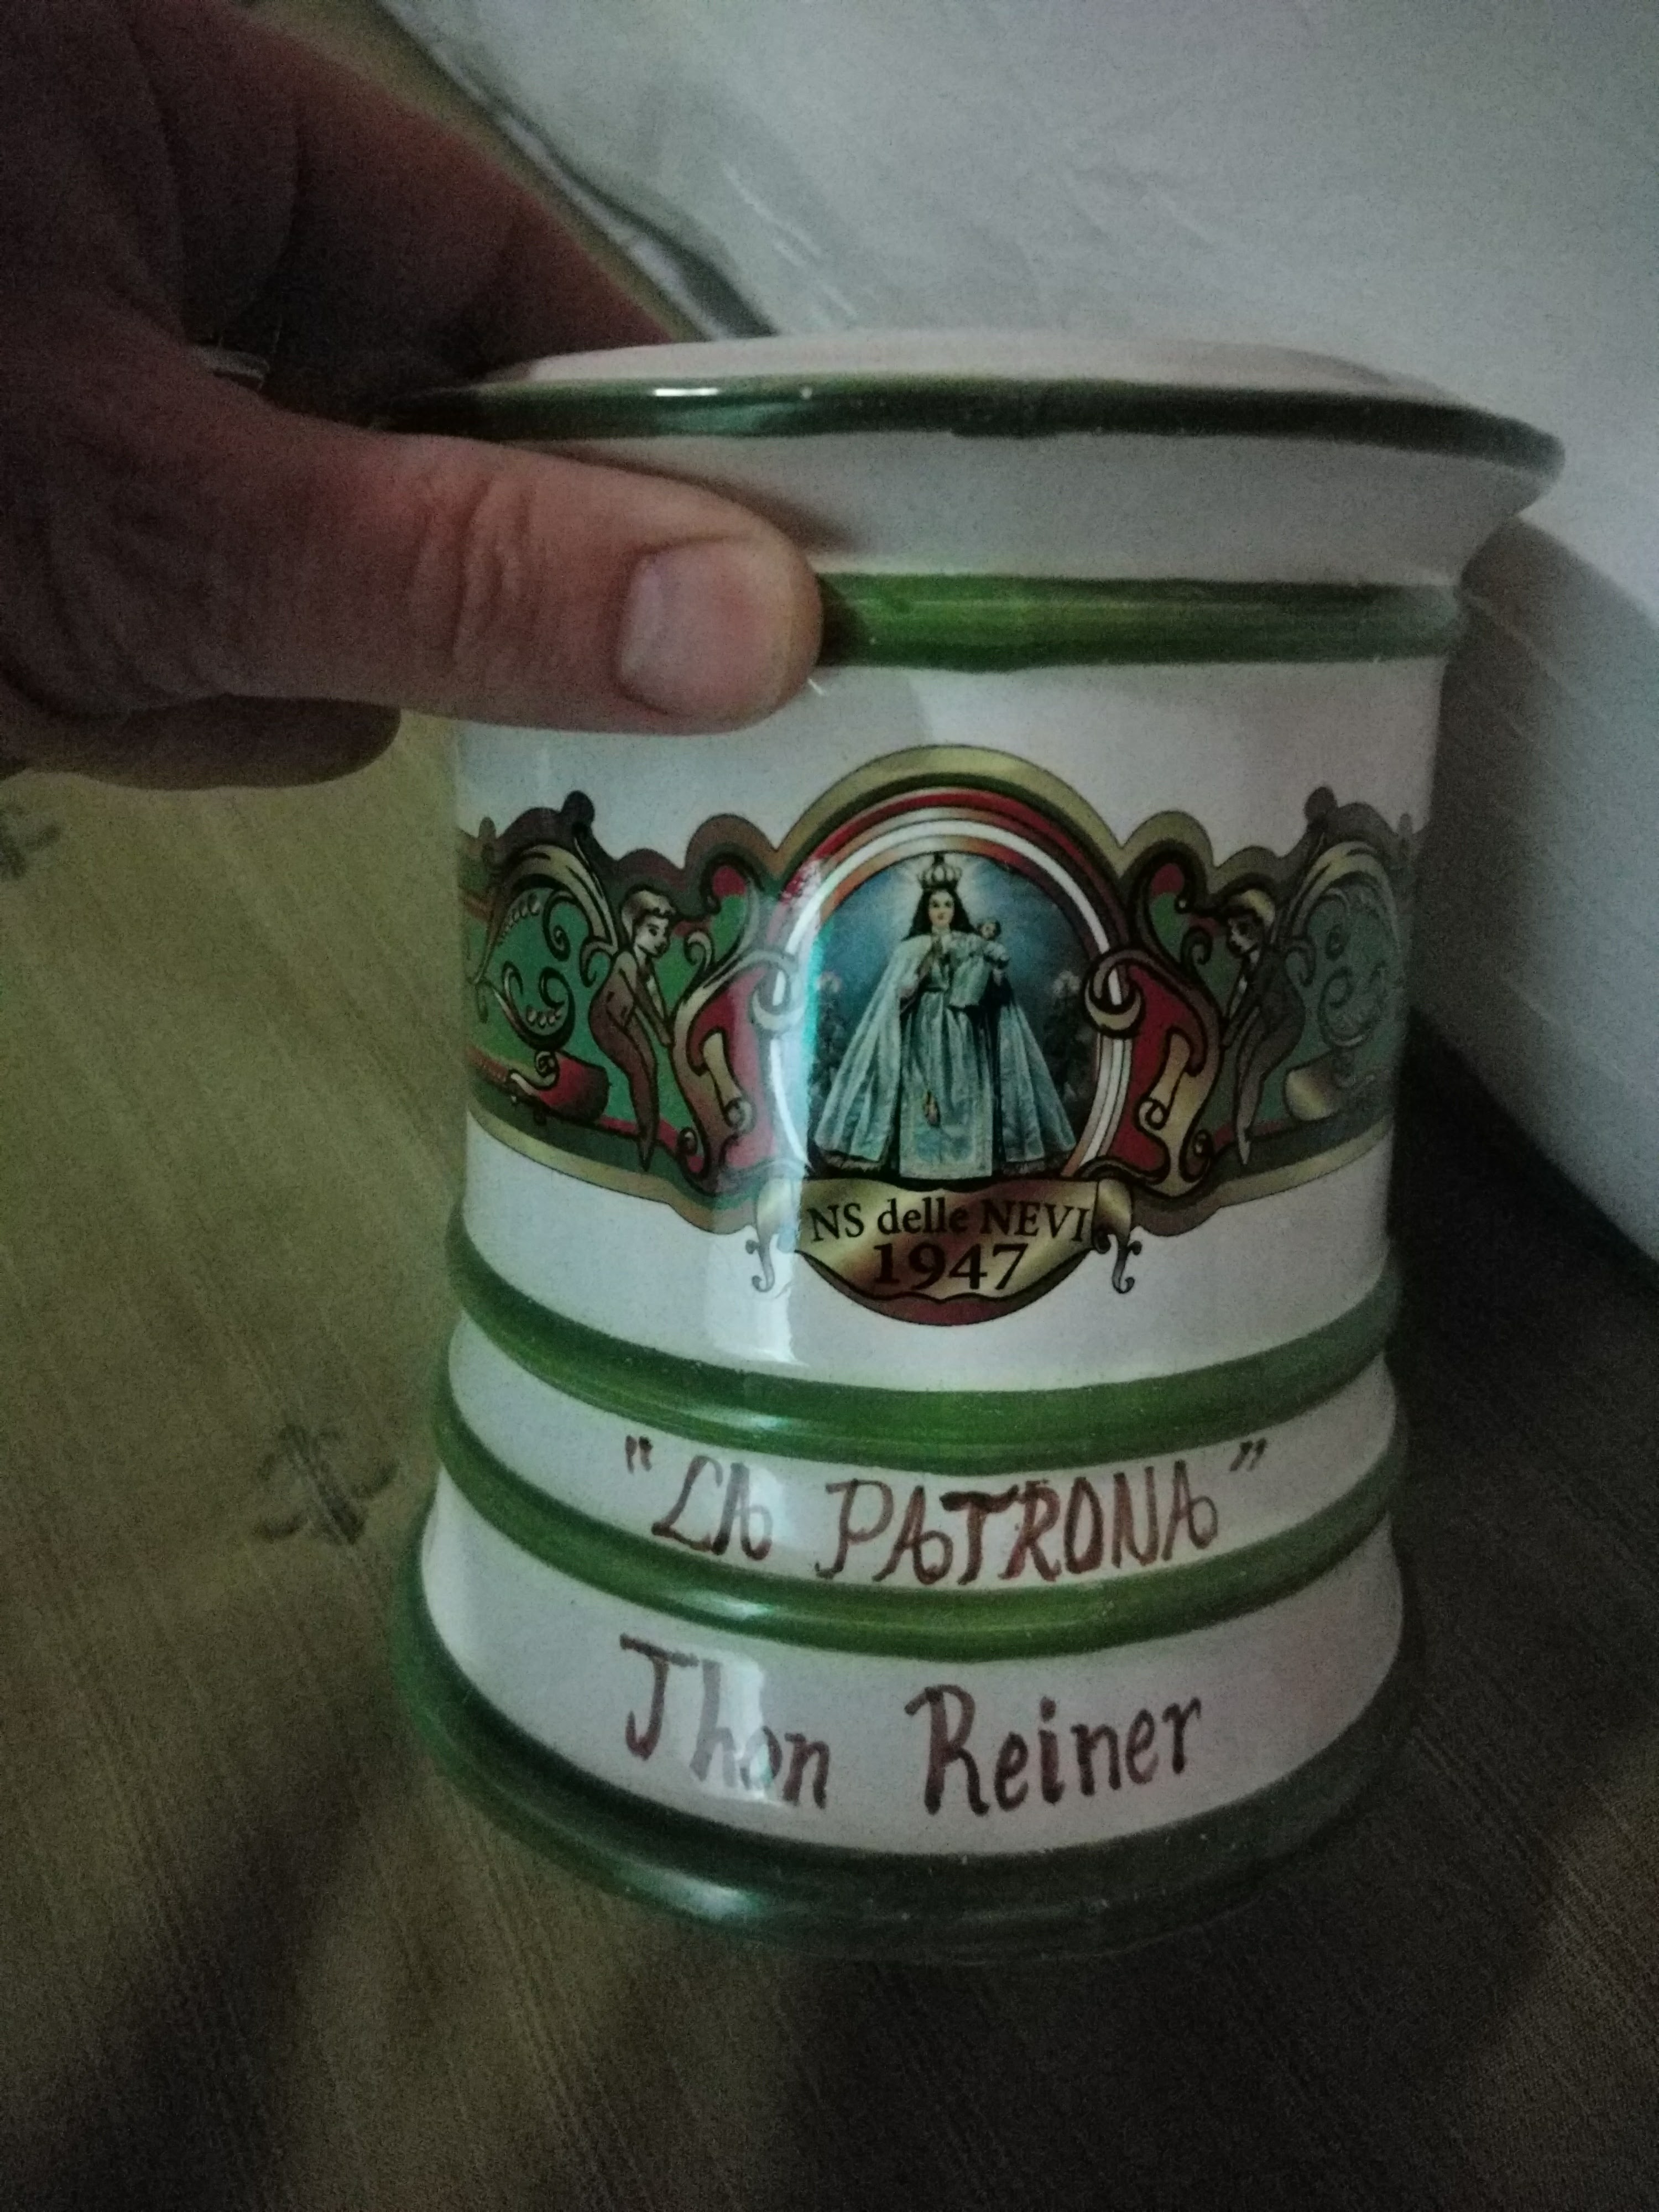 NS delle NEVI
1947
"LA PATRONA"
Jhon Reiner